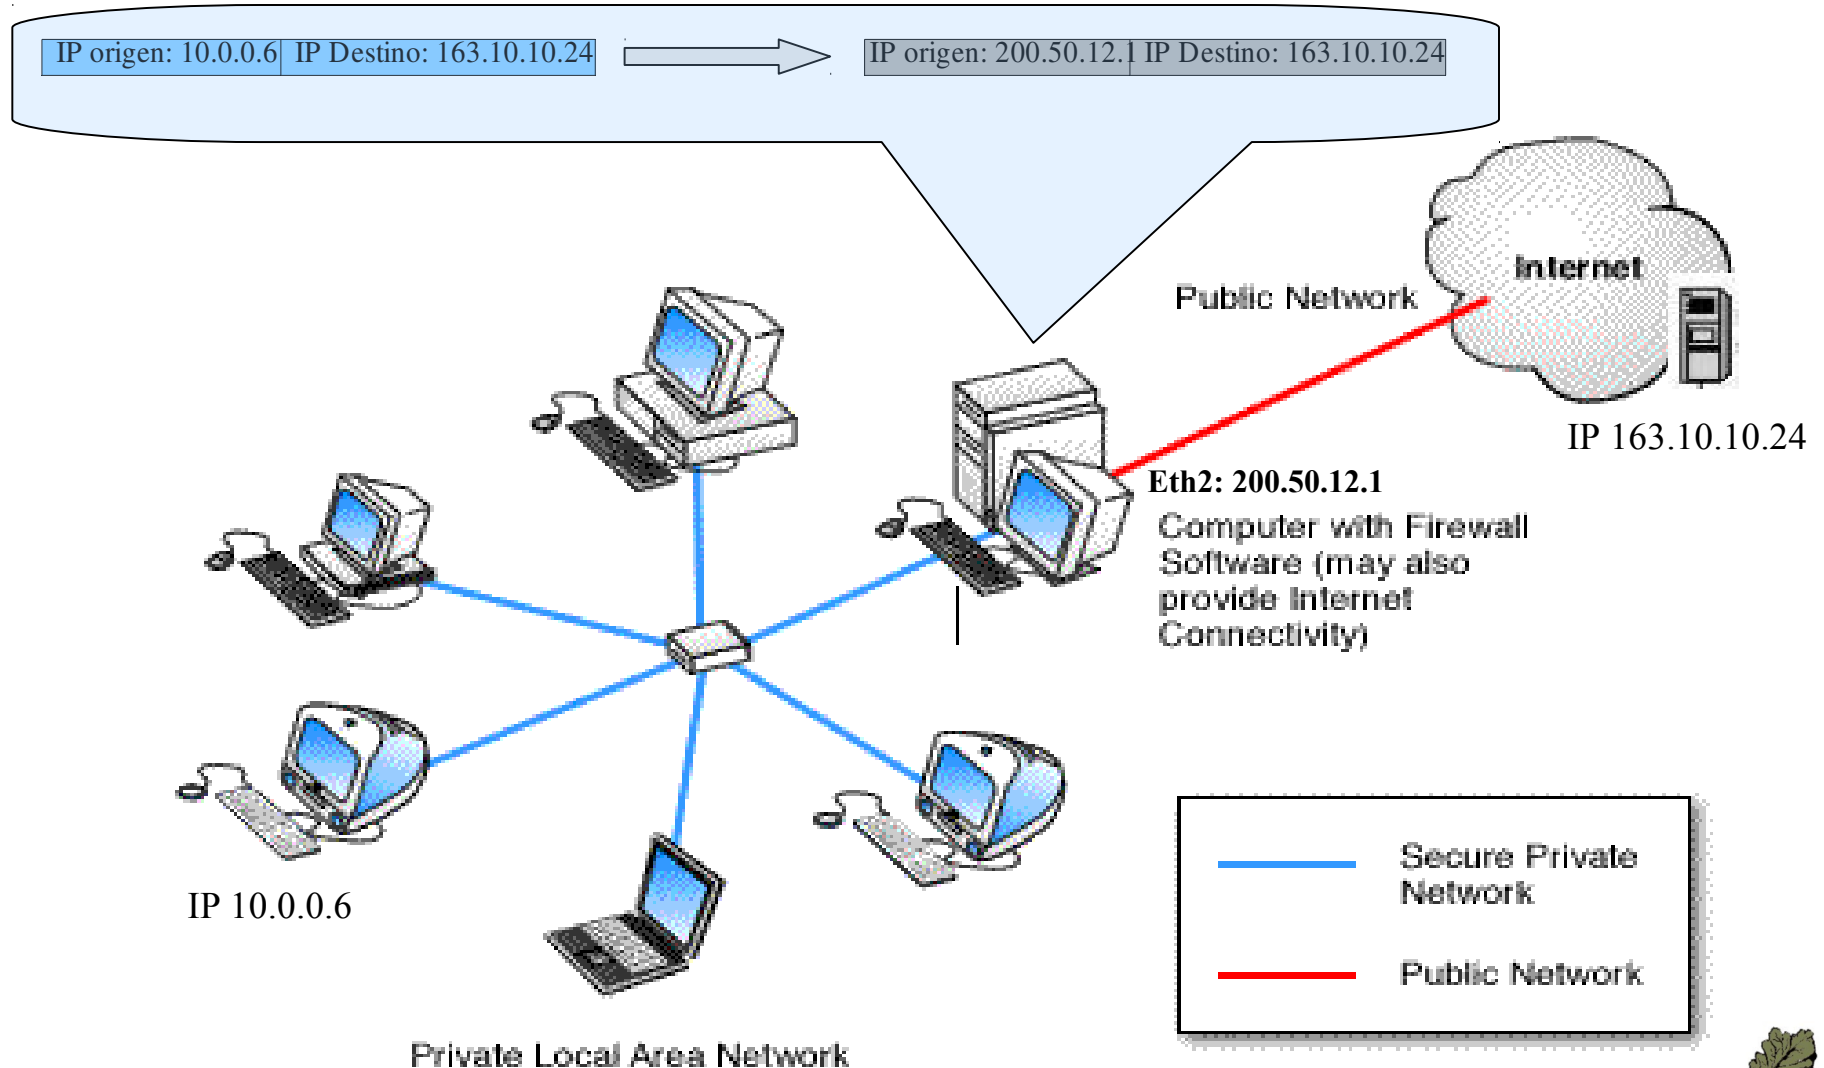 IP origen: 10.0.0.6 IP Destino: 163.10.10.24
IP origen: 200.50.12.1 IP Destino: 163.10.10.24
Internet
Public Network
IP 163.10.10.24
Eth2: 200.50.12.1
Computer with Firewall
Software (may also
provide Internet
Connectivity)
IP 10.0.0.6
Secure Private
Network
Public Network
Private Local Area Network